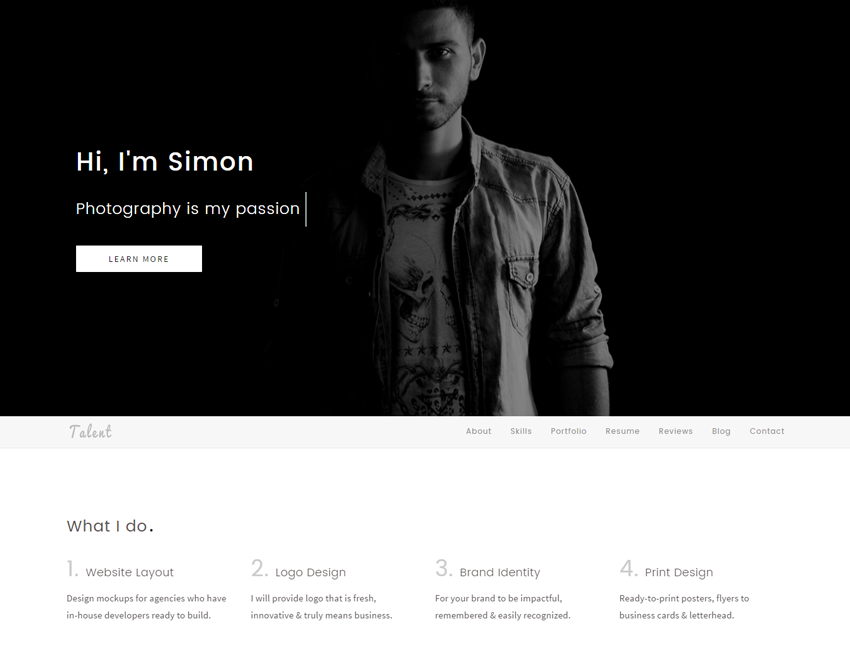 Hi, I'm Simon
Photography is my passion
LEARN MORE
Talent
About Skills Portfolio Resume Reviews Blog Contact
What I do.
1. Website Layout
Design mockups for agencies who have
in-house developers ready to build.
2. Logo Design
I will provide logo that is fresh,
innovative & truly means business.
3. Brand Identity
For your brand to be impactful,
remembered & easily recognized.
4. Print Design
Ready-to-print posters, flyers to
business cards & letterhead.